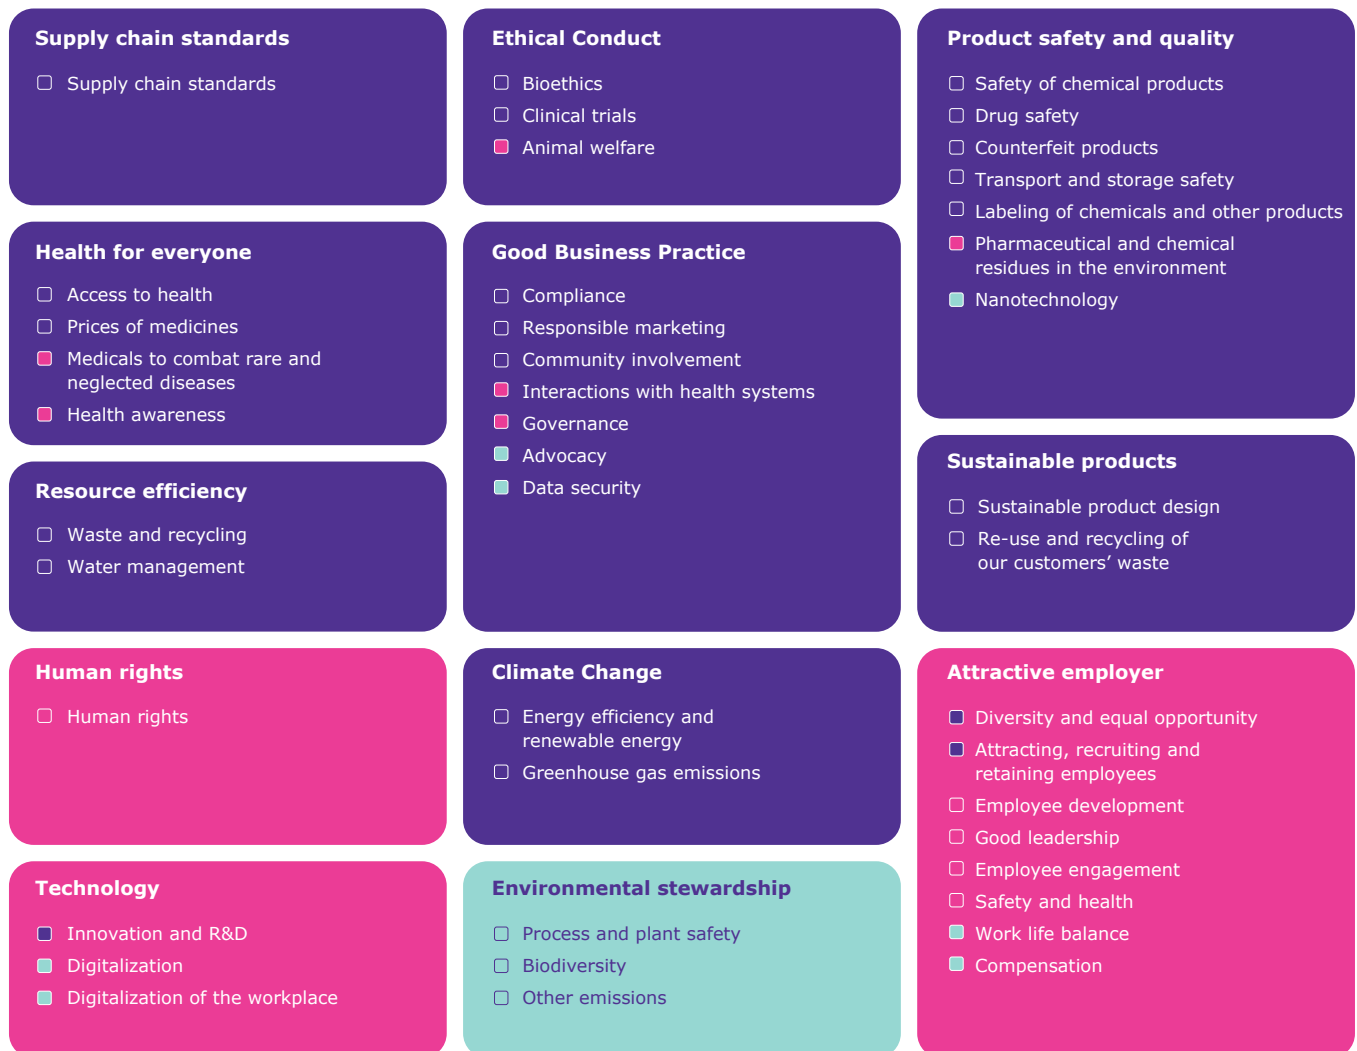 Supply chain standards
Supply chain standards
Ethical Conduct
Bioethics
Clinical trials
Animal welfare
Product safety and quality
Safety of chemical products
Drug safety
Counterfeit products
Transport and storage safety
Labeling of chemicals and other products
Pharmaceutical and chemical
residues in the environment
Nanotechnology
Health for everyone
Access to health
Prices of medicines
Medicals to combat rare and
neglected diseases
Health awareness
Good Business Practice
Compliance
Responsible marketing
Community involvement
Interactions with health systems
Governance
Advocacy
Data security
Resource efficiency
Waste and recycling
Water management
Sustainable products
Sustainable product design
Re-use and recycling of
our customers’ waste
Human rights
Human rights
Climate Change
Energy efficiency and
renewable energy
Greenhouse gas emissions
Attractive employer
Diversity and equal opportunity
Attracting, recruiting and
retaining employees
Employee development
Good leadership
Employee engagement
Safety and health
Work life balance
Compensation
Technology
Innovation and R&D
Digitalization
Digitalization of the workplace
Environmental stewardship
Process and plant safety
Biodiversity
Other emissions